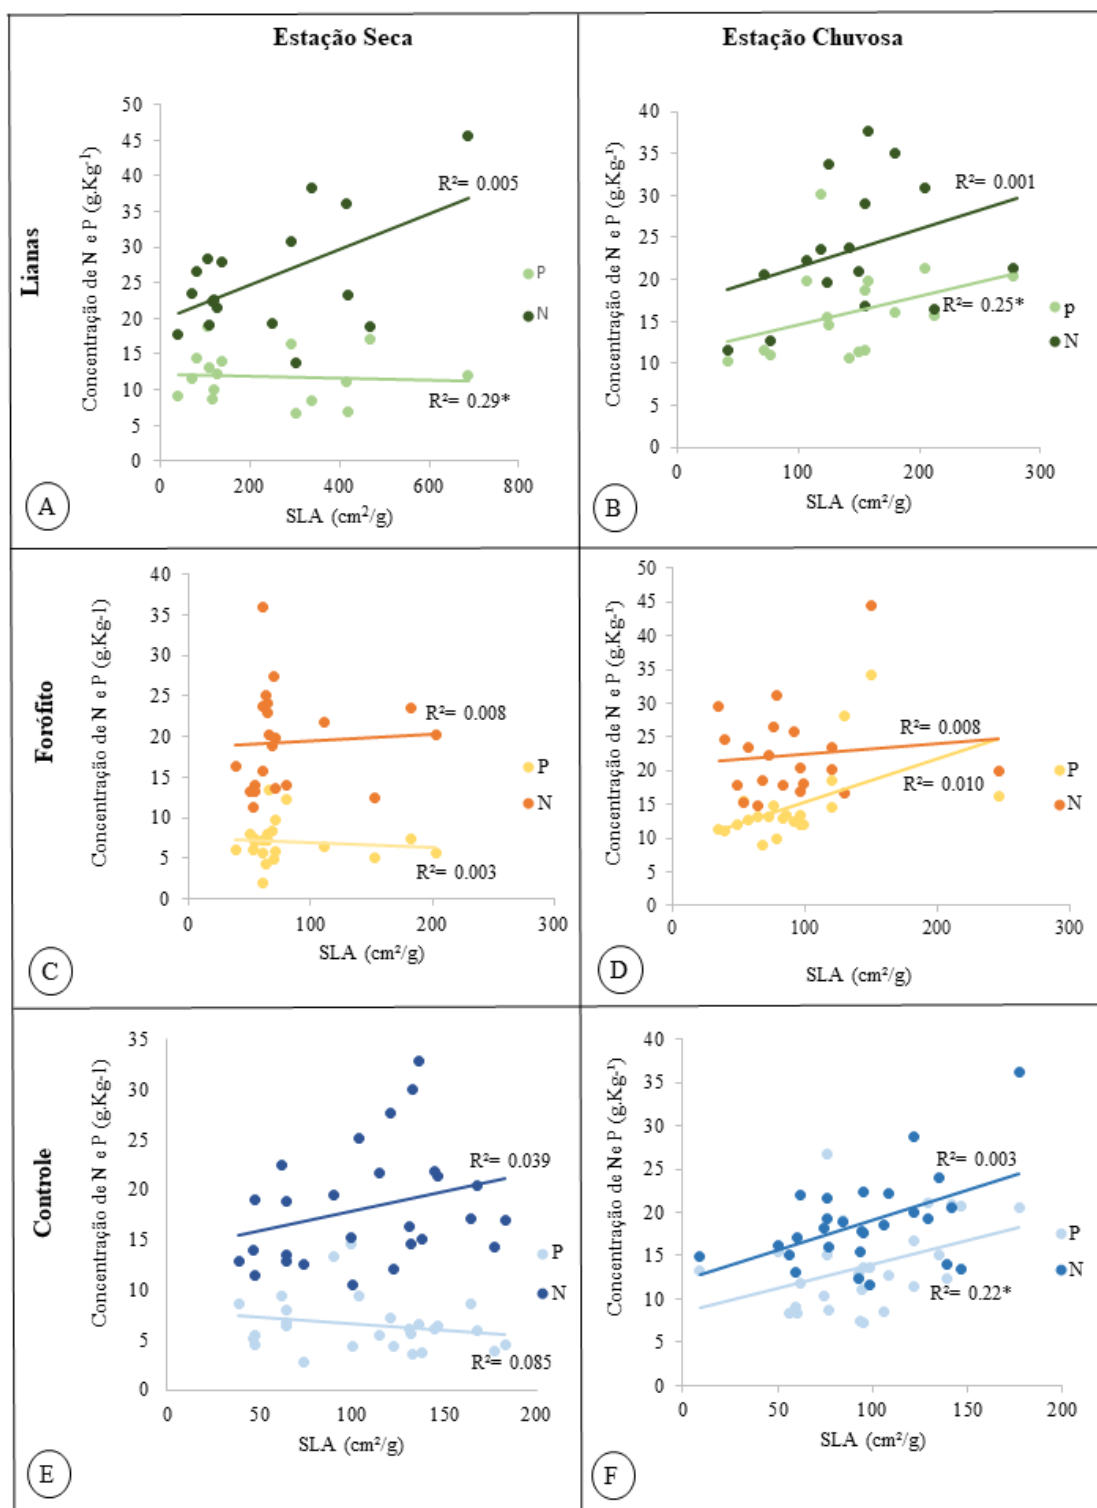 Estação Seca
Estação Chuvosa
Lianas
Concentração de N e P (g.Kg⁻¹)
50
45
40
35
30
25
20
15
10
5
0
0 200 400 600 800
SLA (cm²/g)
R²= 0.005
R²= 0.29*
P
N
A
Concentração de N e P (g.Kg-¹)
40
35
30
25
20
15
10
5
0
0 100 200 300
SLA (cm²/g)
R²= 0.001
R²= 0.25*
p
N
B
Forófito
Concentração de N e P (g.Kg-1)
40
35
30
25
20
15
10
5
0
0 100 200 300
SLA (cm²/g)
R²= 0.008
R²= 0.003
P
N
C
Concentração de N e P (g.Kg-¹)
50
45
40
35
30
25
20
15
10
5
0
0 100 200 300
SLA (cm²/g)
R²= 0.008
R²= 0.010
P
N
D
Controle
Concentração de N e P (g.Kg-1)
35
30
25
20
15
10
5
0
0 50 100 150 200
SLA (cm²/g)
R²= 0.039
R²= 0.085
P
N
E
Concentração de Ne P (g.Kg-¹)
40
35
30
25
20
15
10
5
0
0 50 100 150 200
SLA (cm²/g)
R²= 0.003
R²= 0.22*
P
N
F